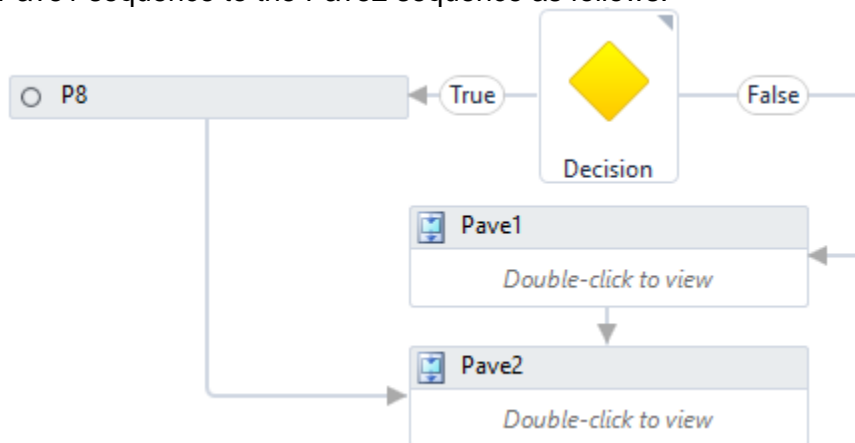 Pave1 sequence to the Pave2 sequence as follows:
P8
True
False
Decision
Pave1
Double-click to view
Pave2
Double-click to view